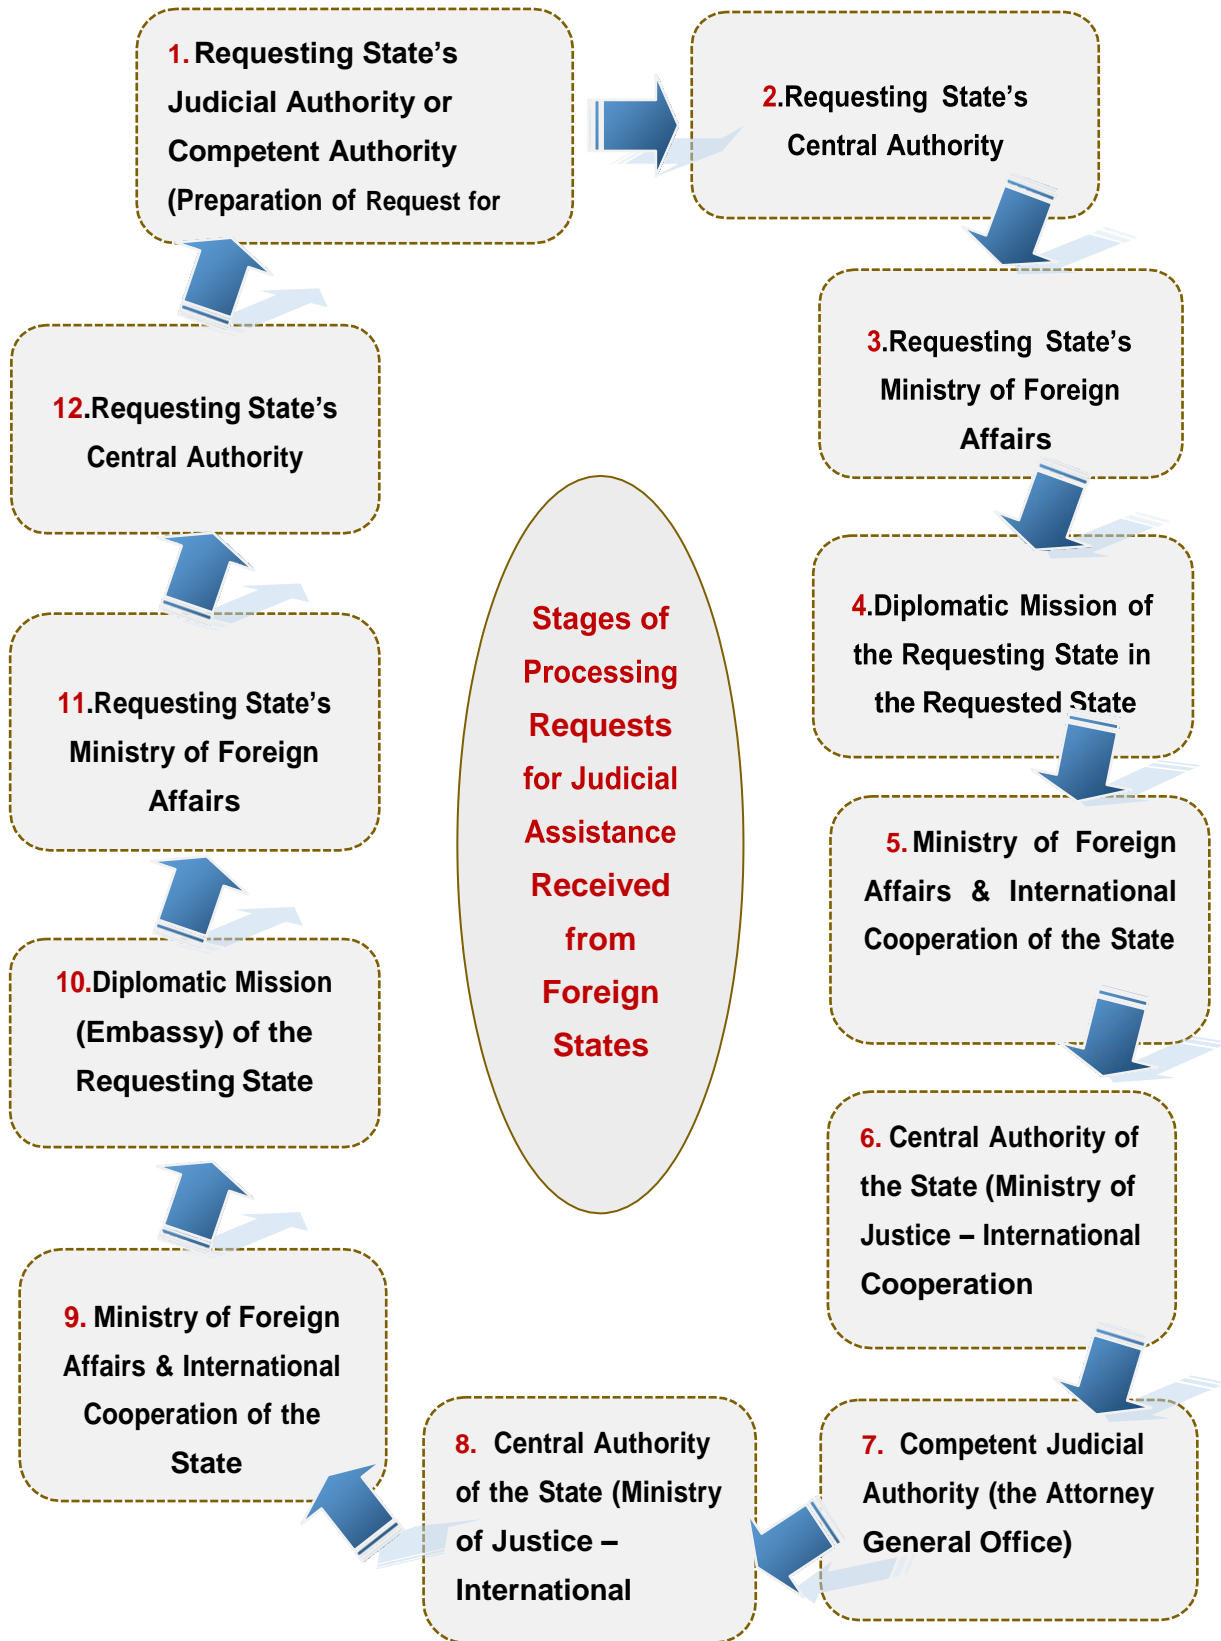 1. Requesting State's
Judicial Authority or
Competent Authority
(Preparation of Request for
2.Requesting State's
Central Authority
3.Requesting State's
Ministry of Foreign
Affairs
4.Diplomatic Mission of
the Requesting State in
the Requested State
5. Ministry of Foreign
Affairs & International
Cooperation of the State
6. Central Authority of
the State (Ministry of
Justice – International
Cooperation
7. Competent Judicial
Authority (the Attorney
General Office)
8. Central Authority
of the State (Ministry
of Justice –
International
9. Ministry of Foreign
Affairs & International
Cooperation of the
State
10.Diplomatic Mission
(Embassy) of the
Requesting State
11.Requesting State's
Ministry of Foreign
Affairs
12.Requesting State's
Central Authority
Stages of
Processing
Requests
for Judicial
Assistance
Received
from
Foreign
States